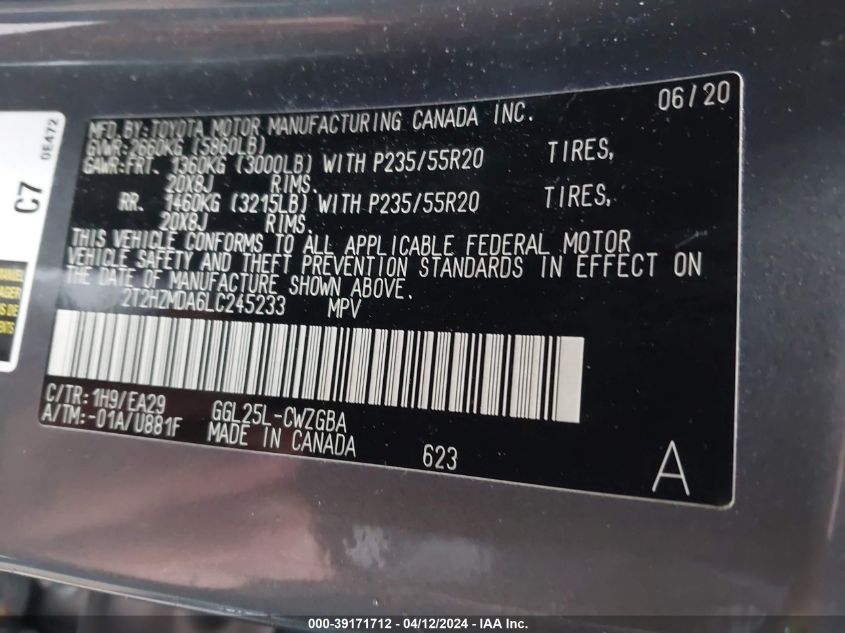 06/20
MFD.BY:TOYOTA MOTOR MANUFACTURING CANADA INC.
GVWR:2660KG (5860LB)
GAWR:FRT. 1360KG (3000LB) WITH P235/55R20 TIRES,
20X8J RIMS.
RR. 1460KG (3215LB) WITH P235/55R20 TIRES,
20X8J RIMS.
THIS VEHICLE CONFORMS TO ALL APPLICABLE FEDERAL MOTOR
VEHICLE SAFETY AND THEFT PREVENTION STANDARDS IN EFFECT ON
THE DATE OF MANUFACTURE SHOWN ABOVE.
2T2HZMDA6LC245233 MPV
C/TR:1H9/EA29
A/TM:-01A/U881F
GGL25L-CWZGBA
MADE IN CANADA
623
A
C7
0E472
000-39171712 - 04/12/2024 - IAA Inc.